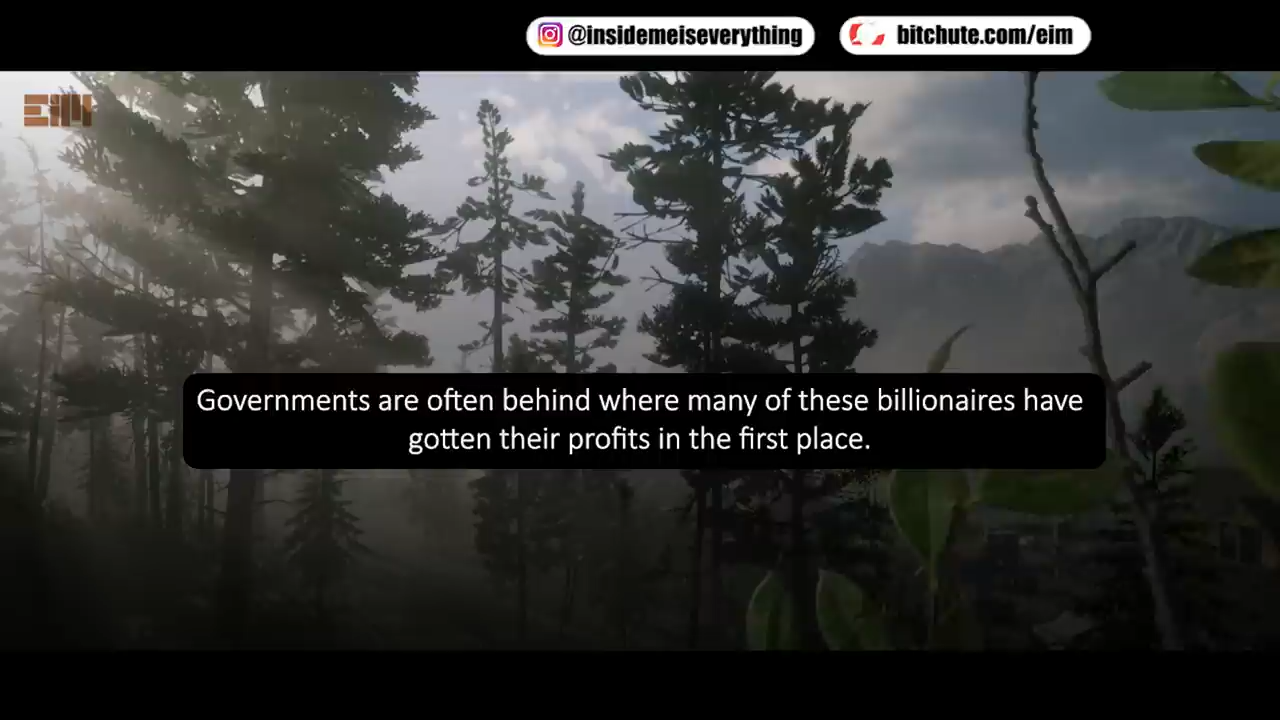 @insidemeiseverything
bitchute.com/eim
EIM
Governments are often behind where many of these billionaires have
gotten their profits in the first place.